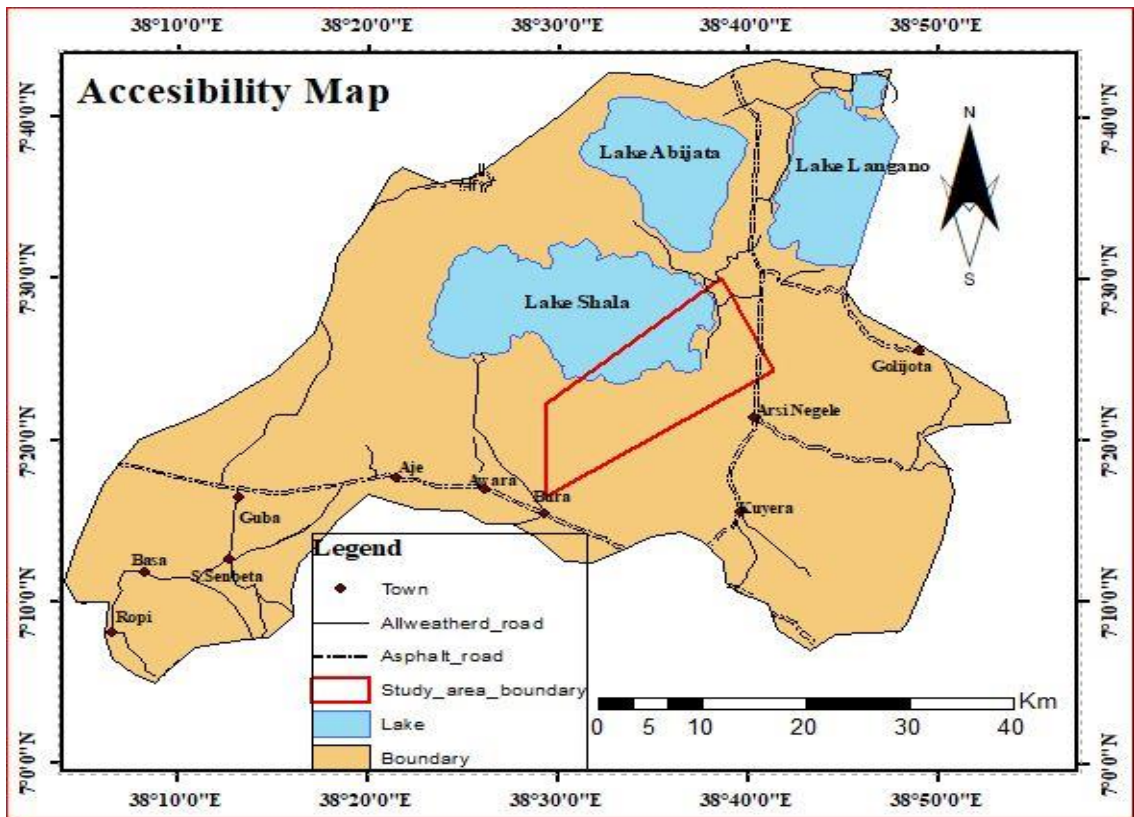 38°10'0"E 38°20'0"E 38°30'0"E 38°40'0"E 38°50'0"E
Accesibility Map
7°40'0"N
7°40'0"N
N
S
Lake Abijata
Lake Langano
7°30'0"N
7°30'0"N
Lake Shala
Golijota
Arsi Negele
7°20'0"N
7°20'0"N
Aje
Awara
Bura
Guba
Kuyera
Basa
S.Senbeta
Ropi
7°10'0"N
7°10'0"N
Legend
Town
Allweatherd_road
Asphalt_road
Study_area_boundary
Lake
Boundary
Km
0 5 10 20 30 40
7°0'0"N
7°0'0"N
38°10'0"E 38°20'0"E 38°30'0"E 38°40'0"E 38°50'0"E